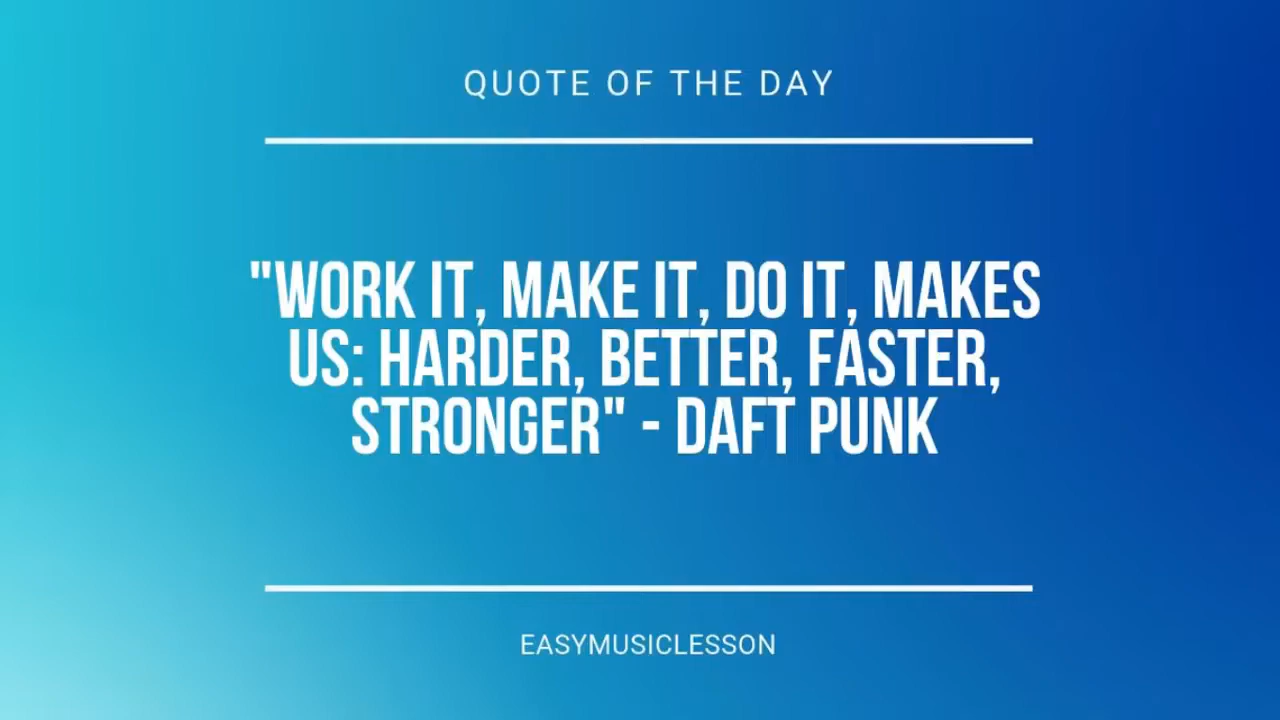 QUOTE OF THE DAY
"WORK IT, MAKE IT, DO IT, MAKES
US: HARDER, BETTER, FASTER,
STRONGER" - DAFT PUNK
EASYMUSICLESSON